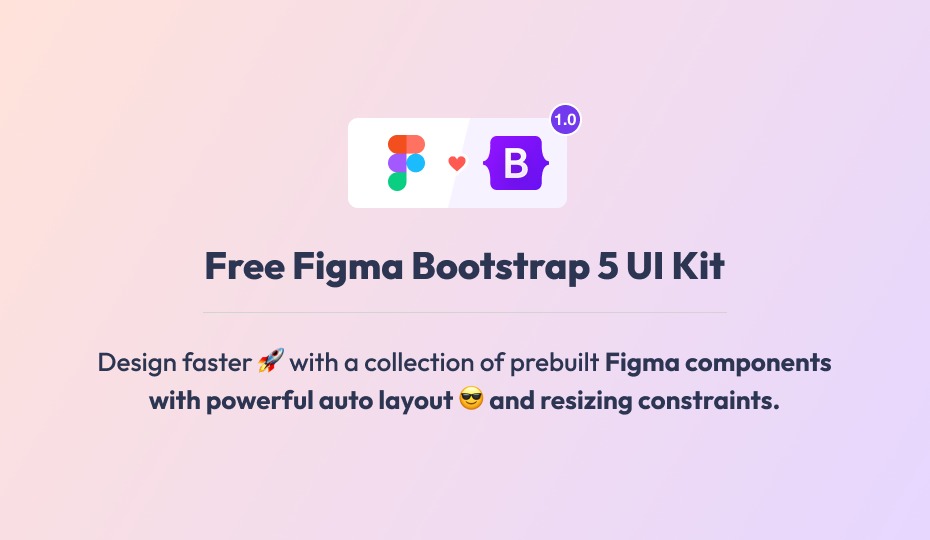 1.0
B
Free Figma Bootstrap 5 UI Kit
Design faster 🚀 with a collection of prebuilt Figma components
with powerful auto layout 😎 and resizing constraints.